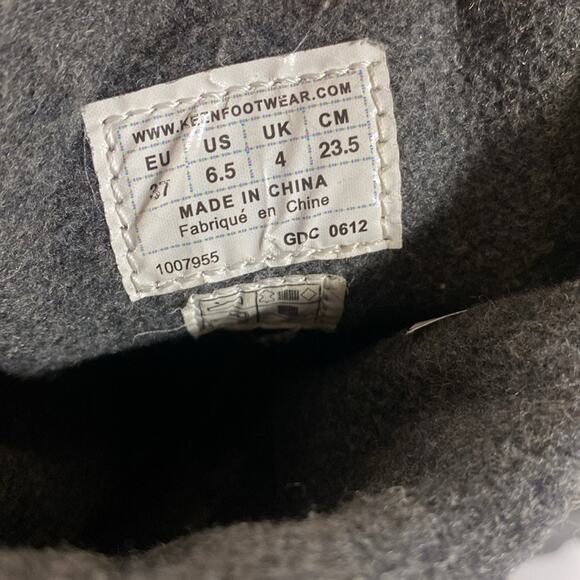 WWW.KEENFOOTWEAR.COM
EU US UK CM
37 6.5 4 23.5
MADE IN CHINA
Fabriqué en Chine
1007955 GDC 0612